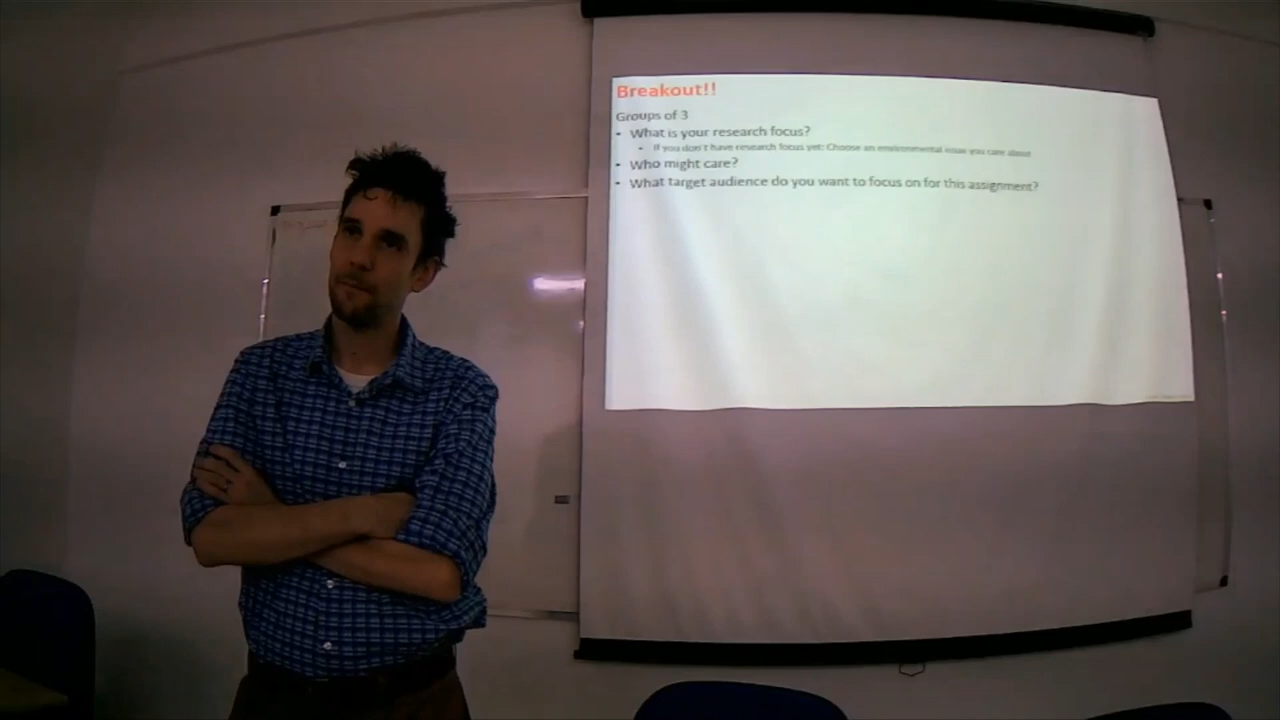 Breakout!!
Groups of 3
• What is your research focus?
• If you don't have research focus yet: Choose an environmental issue you care about
• Who might care?
• What target audience do you want to focus on for this assignment?